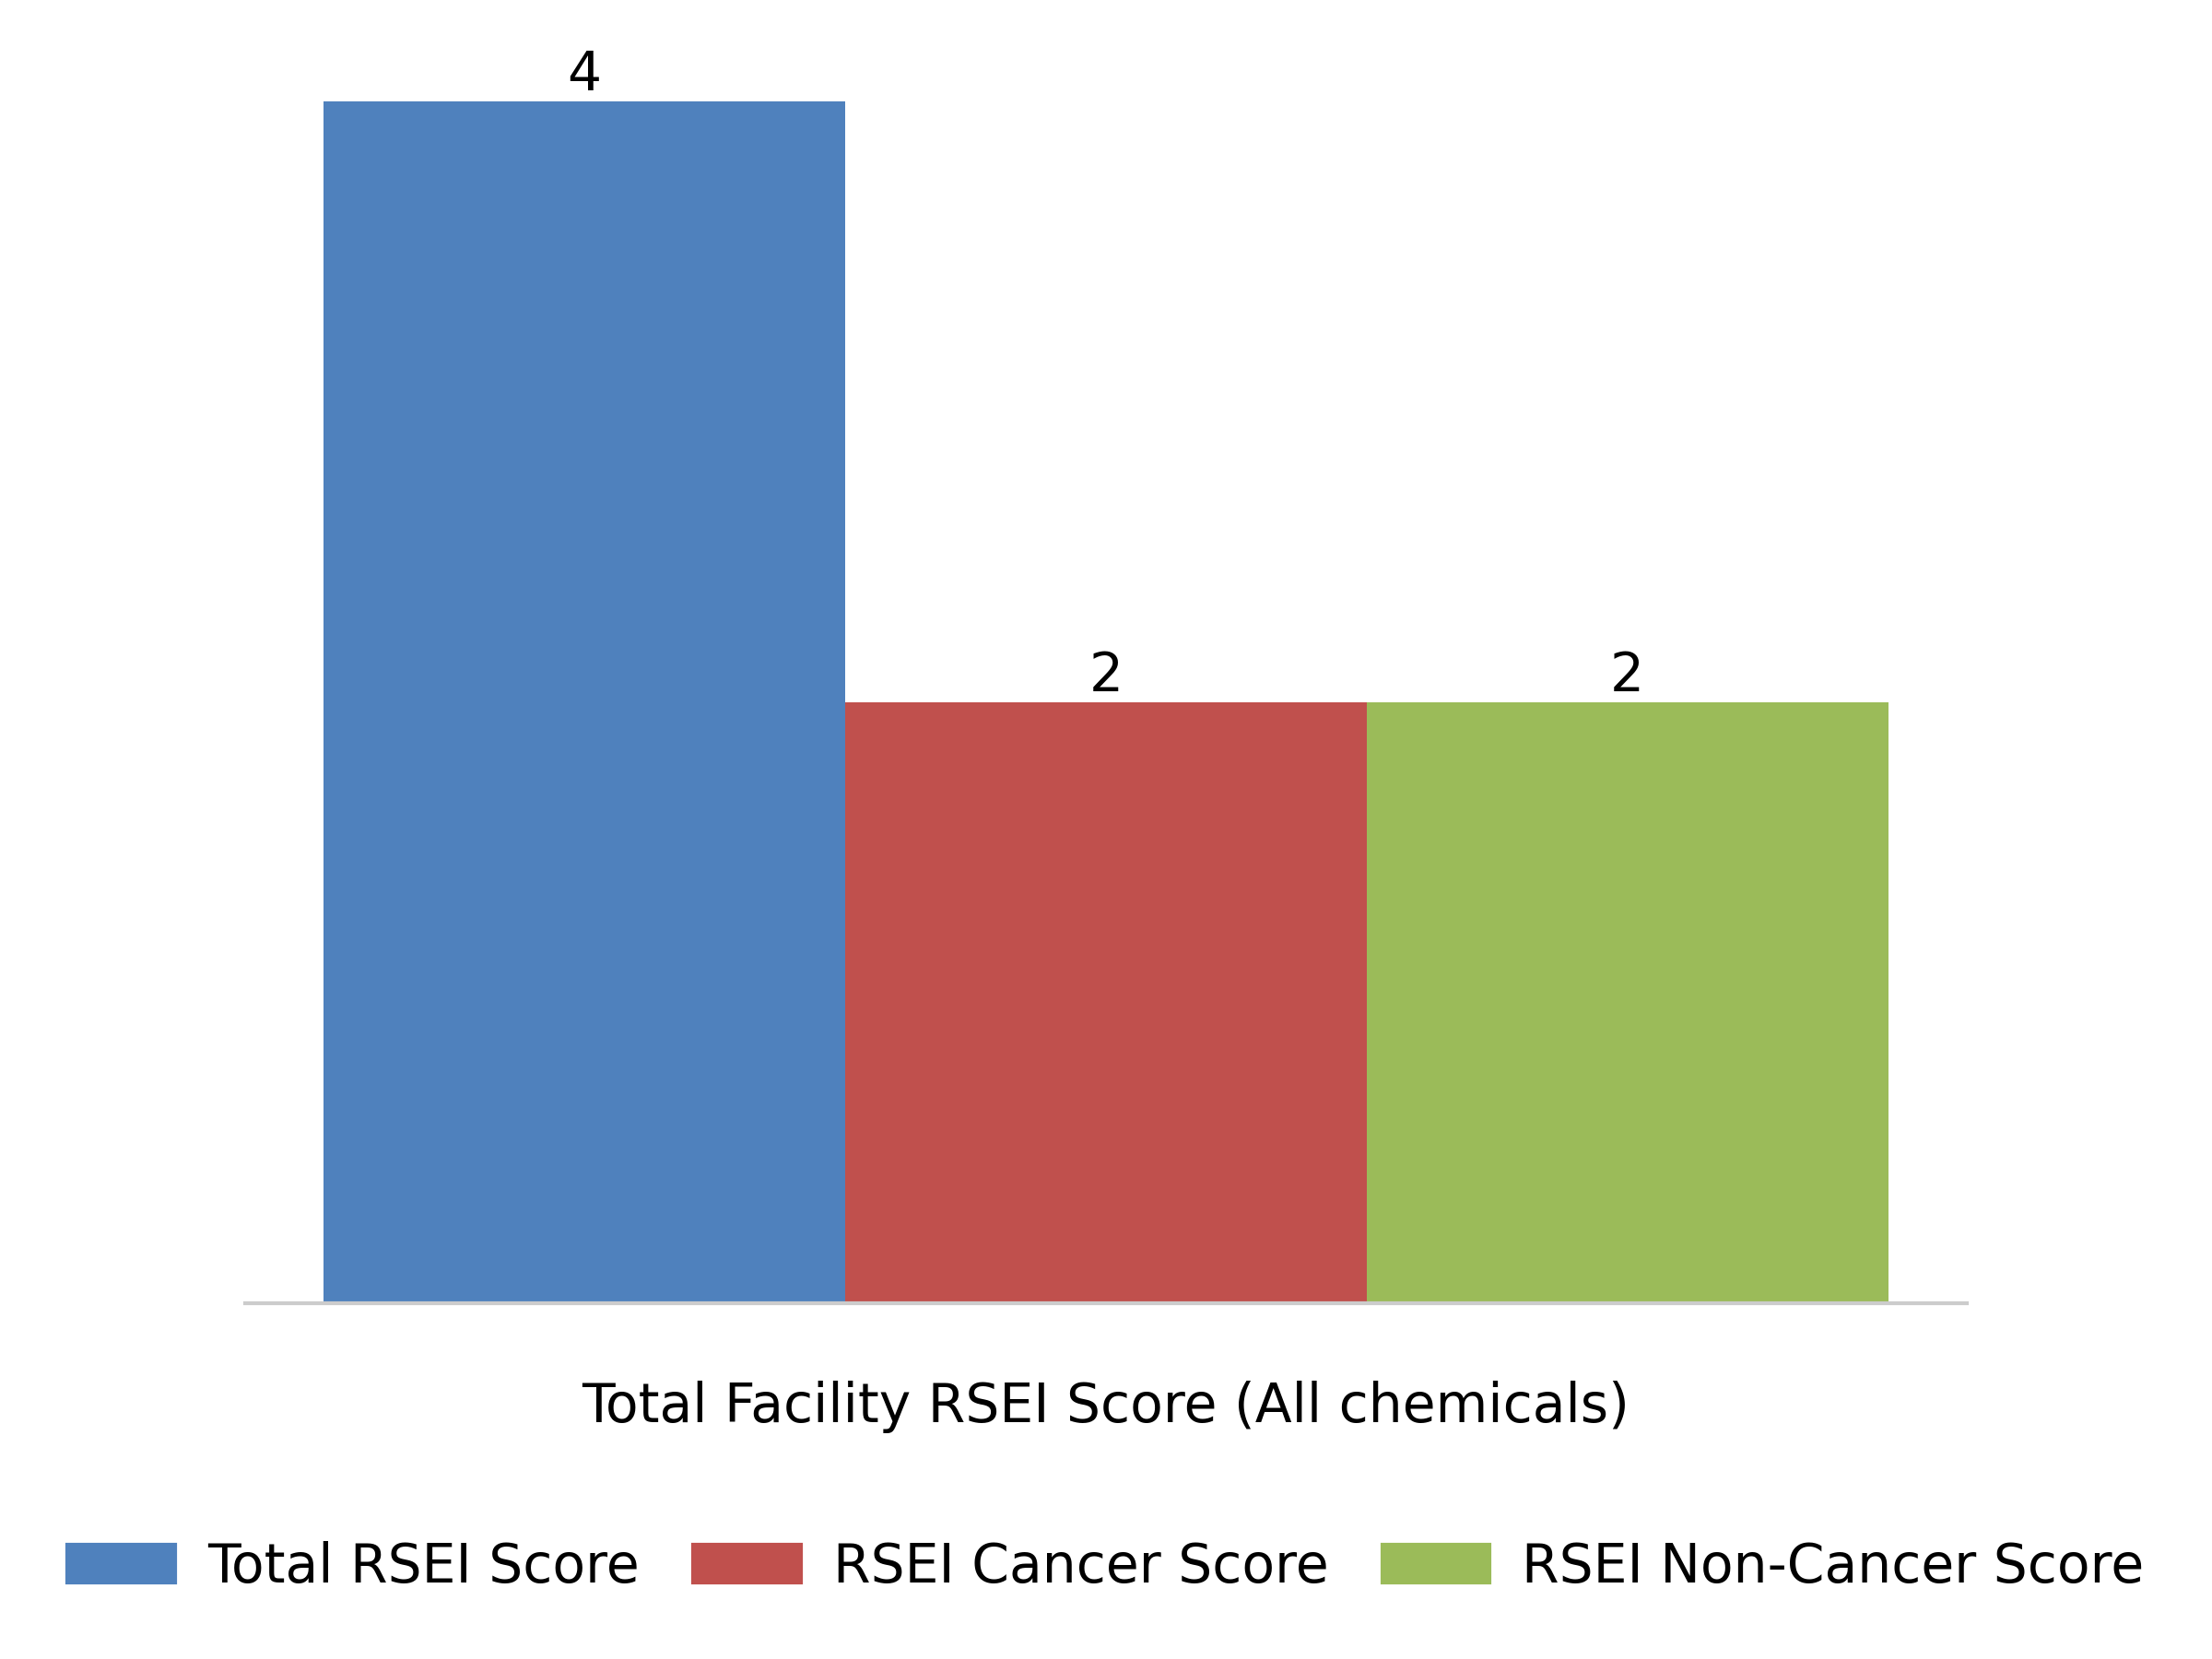 4
2 2
Total Facility RSEI Score (All chemicals)
Total RSEI Score RSEI Cancer Score RSEI Non-Cancer Score